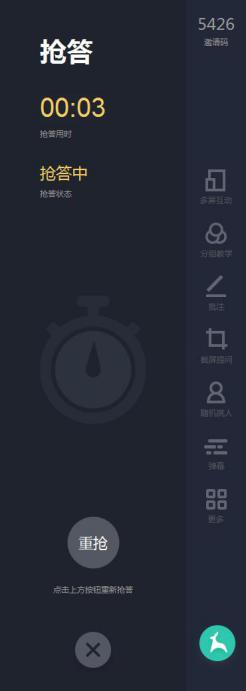 抢答
00:03
抢答用时
抢答中
抢答状态
重抢
点击上方按钮重新抢答
5426
邀请码
多屏互动
分组教学
批注
截屏提问
随机挑人
弹幕
更多